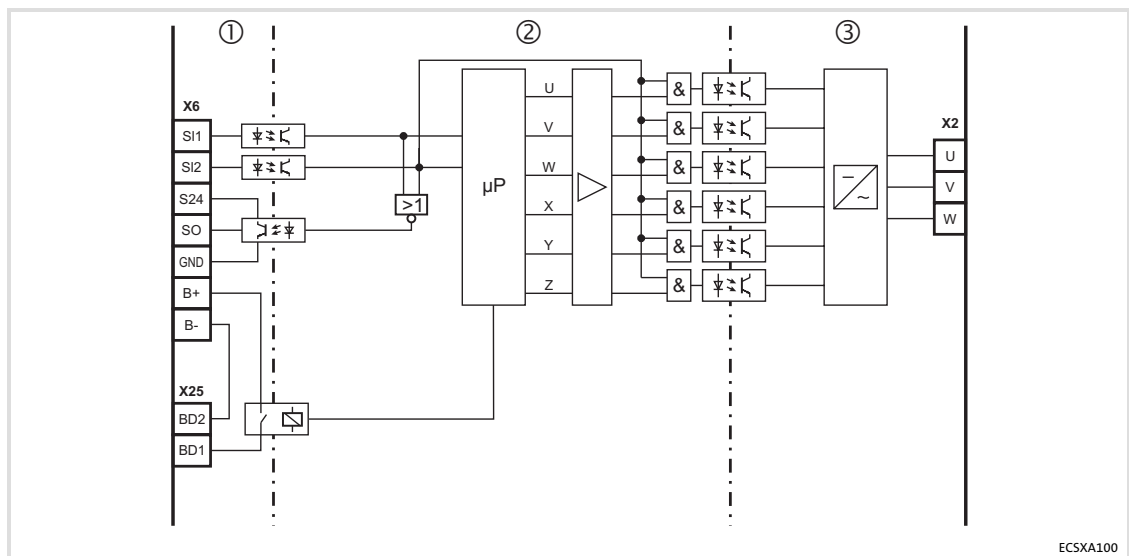 ① ② ③
X6
SI1
SI2
S24
SO
GND
B+
B-
X25
BD2
BD1
>1
µP
U
V
W
X
Y
Z
&
&
&
&
&
&
− ~
X2
U
V
W
ECSXA100